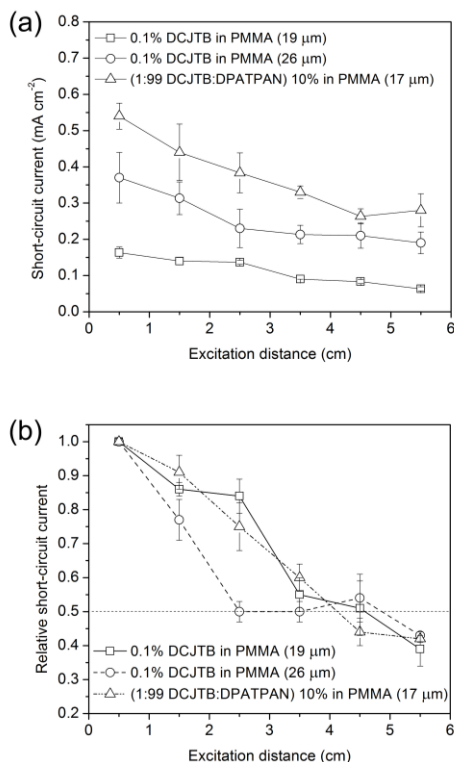 (a)
0.8
0.7
0.6
0.5
0.4
0.3
0.2
0.1
0.0
Short-circuit current (mA cm⁻²)
0.1% DCJTB in PMMA (19 μm)
0.1% DCJTB in PMMA (26 μm)
(1:99 DCJTB:DPATPAN) 10% in PMMA (17 μm)
0 1 2 3 4 5 6
Excitation distance (cm)
(b)
1.0
0.9
0.8
0.7
0.6
0.5
0.4
0.3
0.2
Relative short-circuit current
0.1% DCJTB in PMMA (19 μm)
0.1% DCJTB in PMMA (26 μm)
(1:99 DCJTB:DPATPAN) 10% in PMMA (17 μm)
0 1 2 3 4 5 6
Excitation distance (cm)